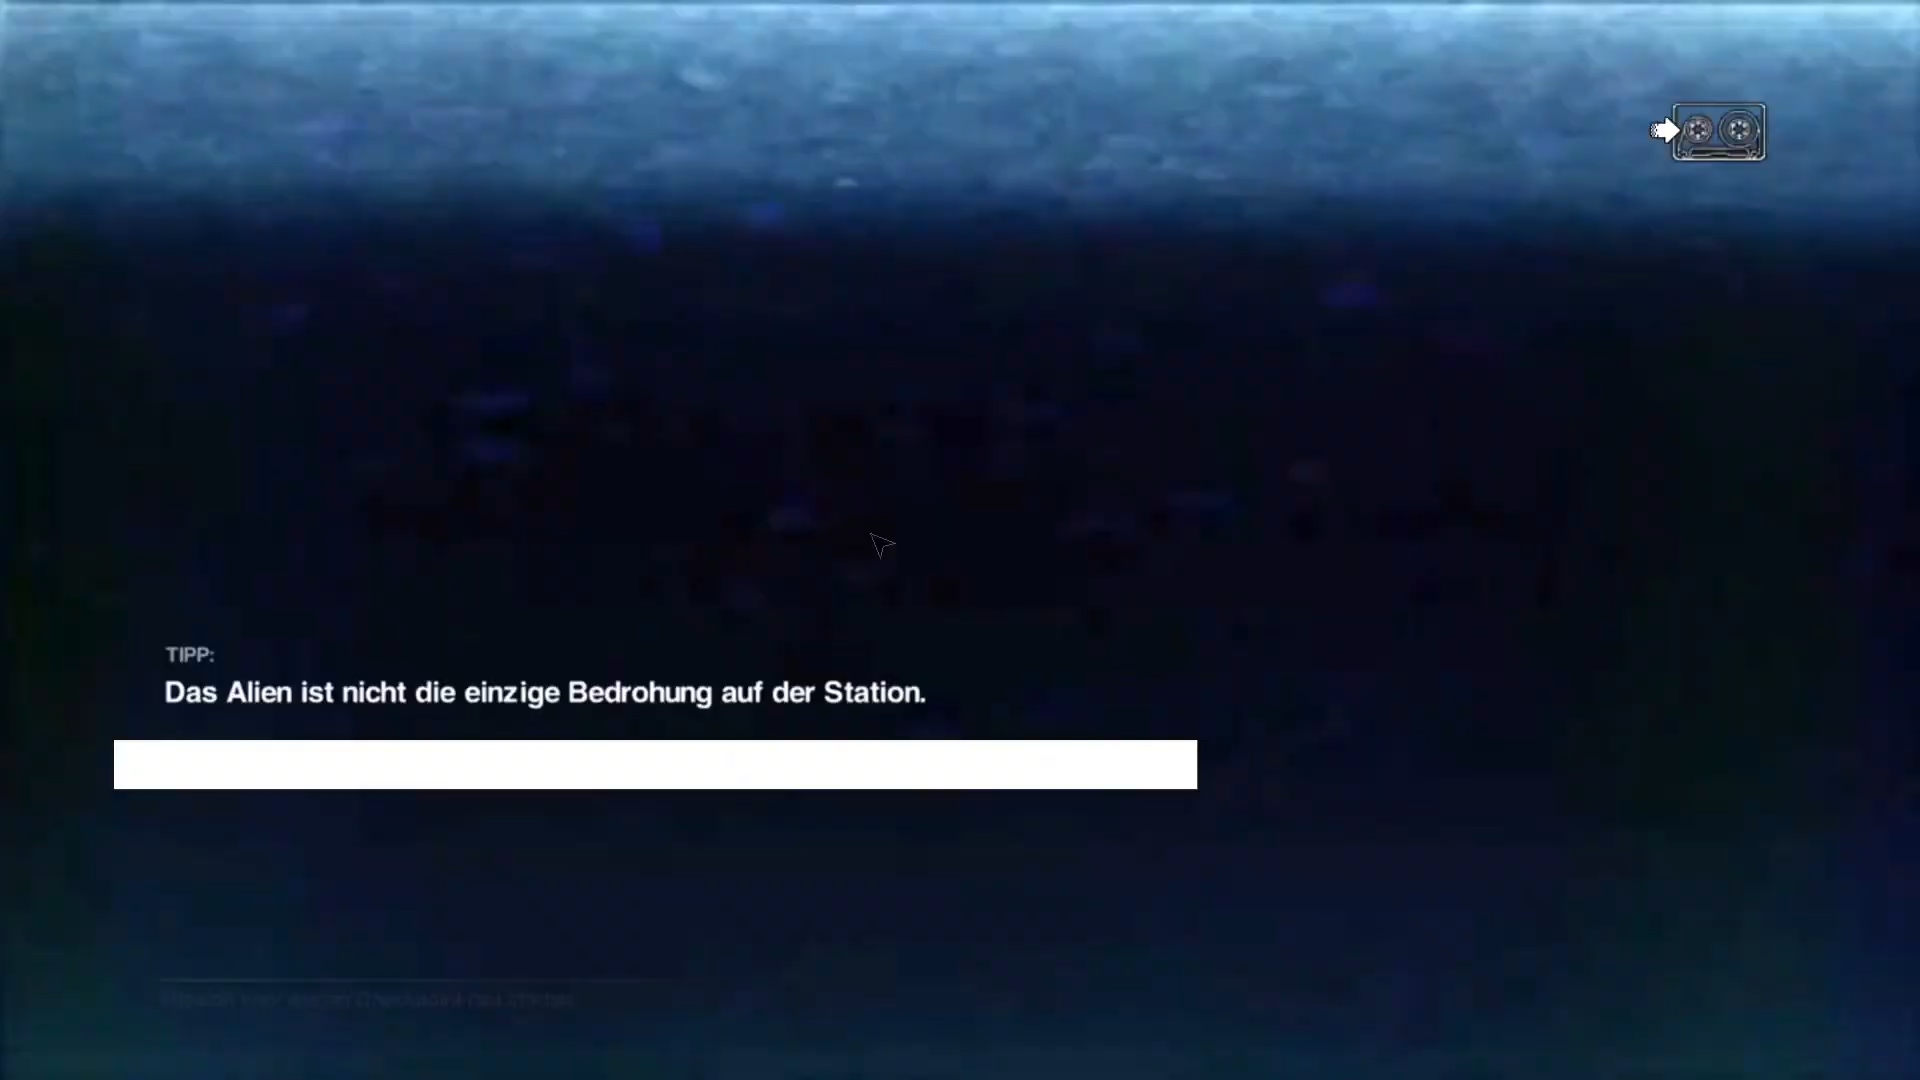 TIPP:
Das Alien ist nicht die einzige Bedrohung auf der Station.